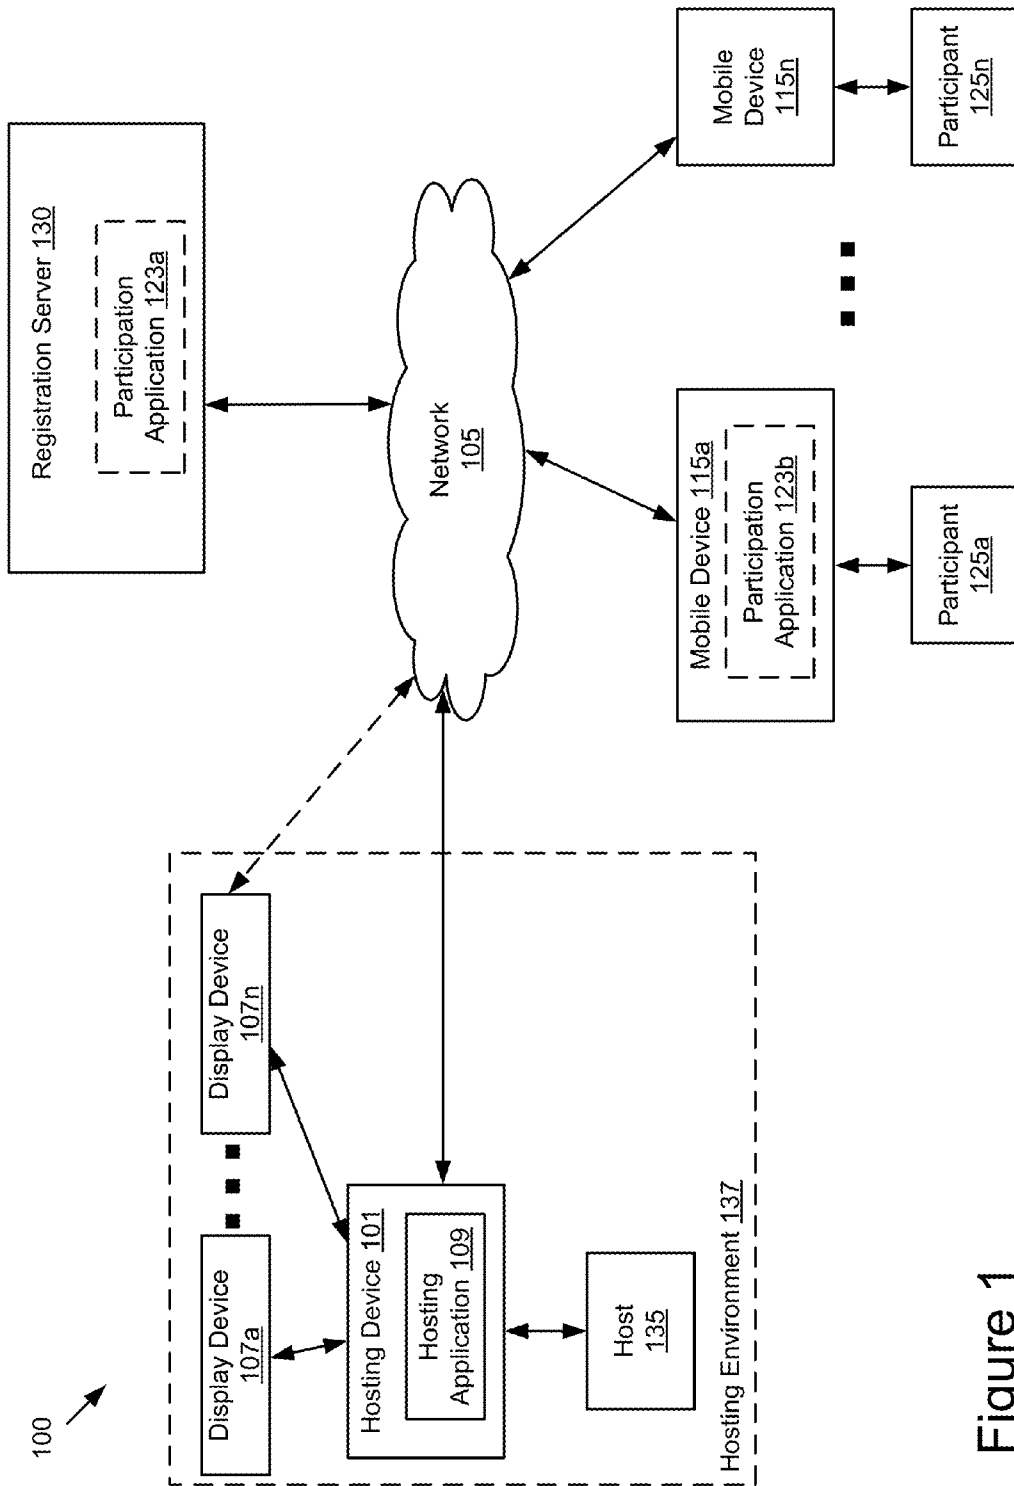 100
Display Device
107a
Display Device
107n
Hosting Device 101
Hosting
Application 109
Host
135
Hosting Environment 137
Registration Server 130
Participation
Application 123a
Network
105
Mobile Device 115a
Participation
Application 123b
Participant
125a
Mobile
Device
115n
Participant
125n
Figure 1